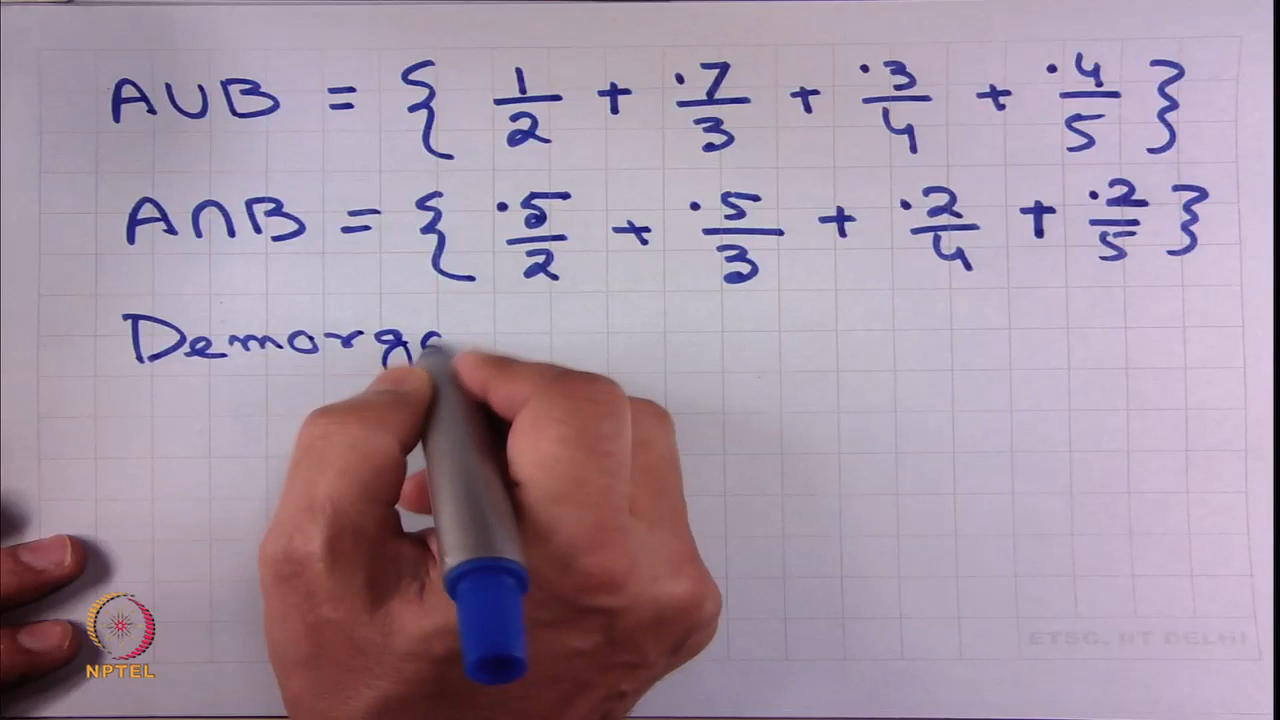 A∪B = { 1/2 + .7/3 + .3/4 + .4/5 }
A∩B = { .5/2 + .5/3 + .2/4 + .2/5 }
Demorga
NPTEL
ETSC, IIT DELHI